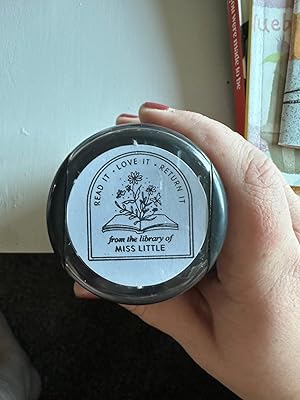 READ IT • LOVE IT • RETURN IT
from the library of
MISS LITTLE